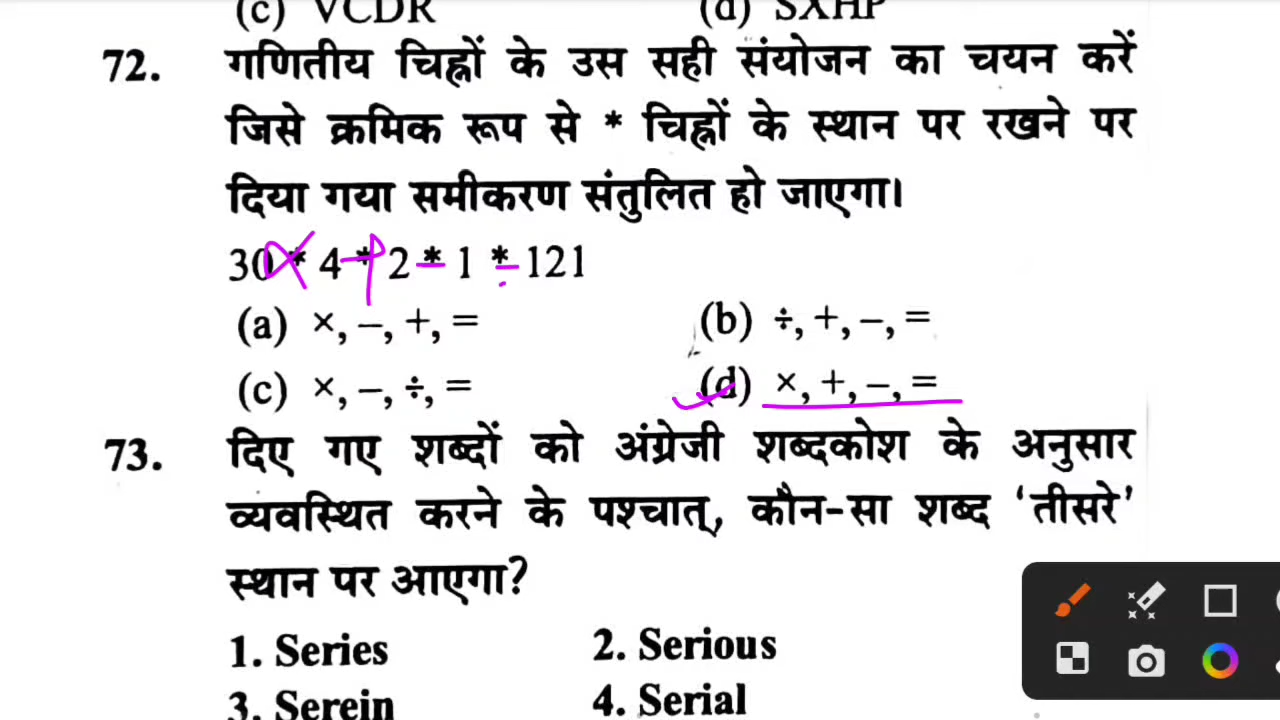 (c) VCDR (d) SXHP
72. गणितीय चिह्नों के उस सही संयोजन का चयन करें
जिसे क्रमिक रूप से * चिह्नों के स्थान पर रखने पर
दिया गया समीकरण संतुलित हो जाएगा।
30 * 4 * 2 * 1 * 121
(a) ×, –, +, = (b) ÷, +, –, =
(c) ×, –, ÷, = (d) ×, +, –, =
73. दिए गए शब्दों को अंग्रेजी शब्दकोश के अनुसार
व्यवस्थित करने के पश्चात्, कौन-सा शब्द ‘तीसरे’
स्थान पर आएगा?
1. Series 2. Serious
3. Serein 4. Serial